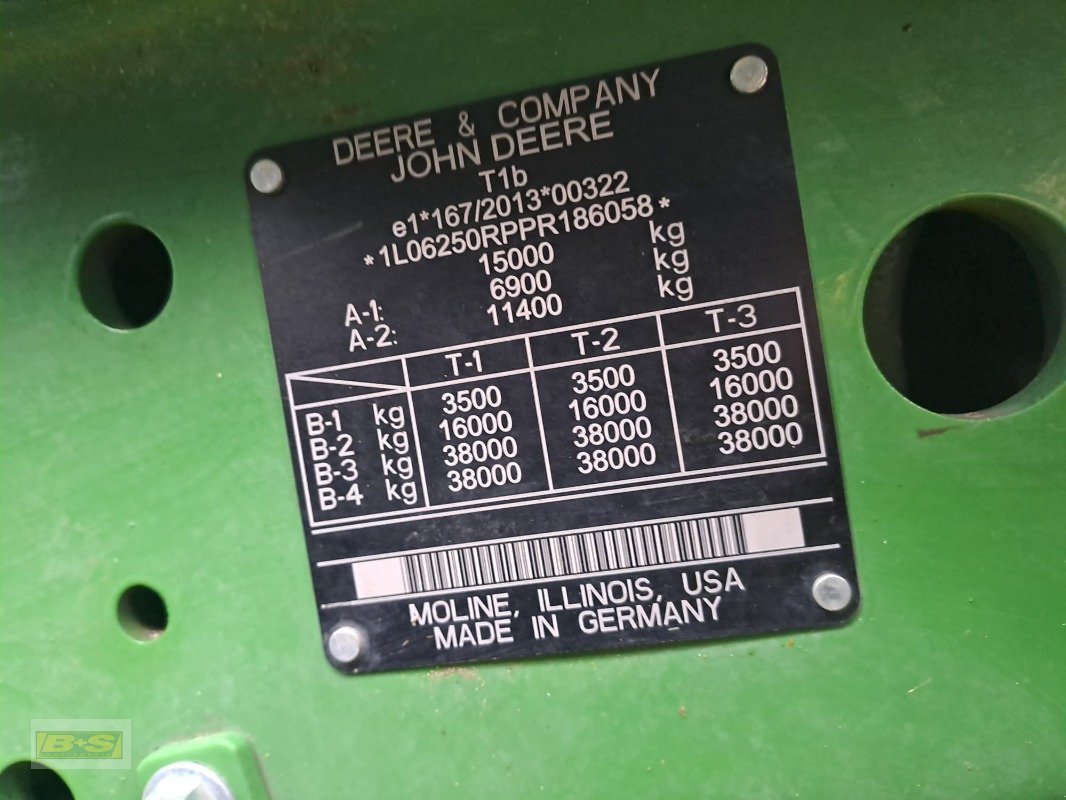 DEERE & COMPANY
JOHN DEERE
T1b
e1*167/2013*00322
*1L06250RPPR186058*
15000 kg
A-1: 6900 kg
A-2: 11400 kg
T-1 T-2 T-3
B-1 kg 3500 3500 3500
B-2 kg 16000 16000 16000
B-3 kg 38000 38000 38000
B-4 kg 38000 38000 38000
MOLINE, ILLINOIS, USA
MADE IN GERMANY
B+S